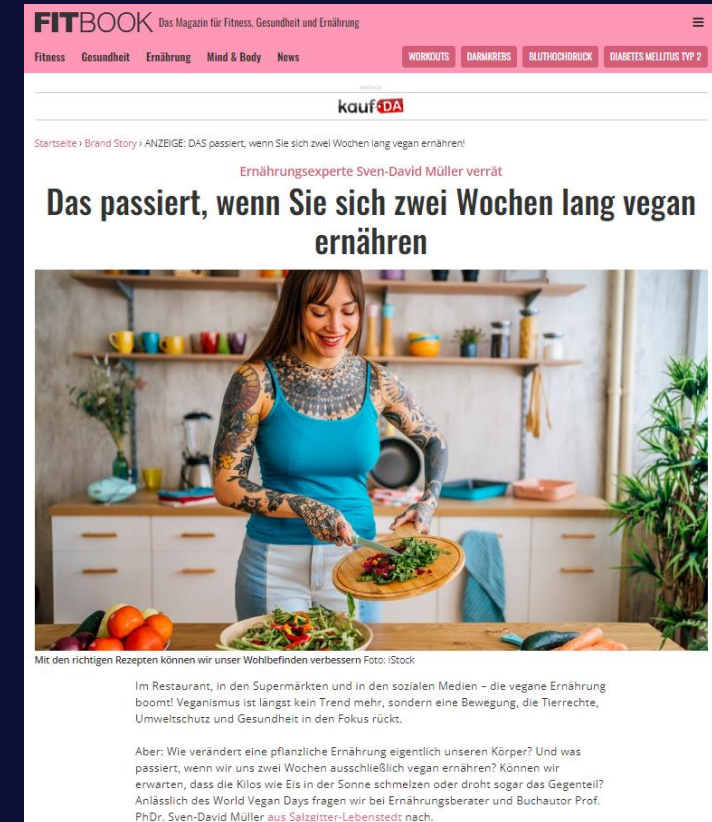 FITBOOK Das Magazin für Fitness, Gesundheit und Ernährung
Fitness Gesundheit Ernährung Mind & Body News WORKOUTS DARMKREBS BLUTHOCHDRUCK DIABETES MELLITUS TYP 2
ANZEIGE
kaufDA
Startseite › Brand Story › ANZEIGE: DAS passiert, wenn Sie sich zwei Wochen lang vegan ernähren!
Ernährungsexperte Sven-David Müller verrät
Das passiert, wenn Sie sich zwei Wochen lang vegan
ernähren
Mit den richtigen Rezepten können wir unser Wohlbefinden verbessern Foto: iStock
Im Restaurant, in den Supermärkten und in den sozialen Medien – die vegane Ernährung
boomt! Veganismus ist längst kein Trend mehr, sondern eine Bewegung, die Tierrechte,
Umweltschutz und Gesundheit in den Fokus rückt.
Aber: Wie verändert eine pflanzliche Ernährung eigentlich unseren Körper? Und was
passiert, wenn wir uns zwei Wochen ausschließlich vegan ernähren? Können wir
erwarten, dass die Kilos wie Eis in der Sonne schmelzen oder droht sogar das Gegenteil?
Anlässlich des World Vegan Days fragen wir bei Ernährungsberater und Buchautor Prof.
PhDr. Sven-David Müller aus Salzgitter-Lebenstedt nach.